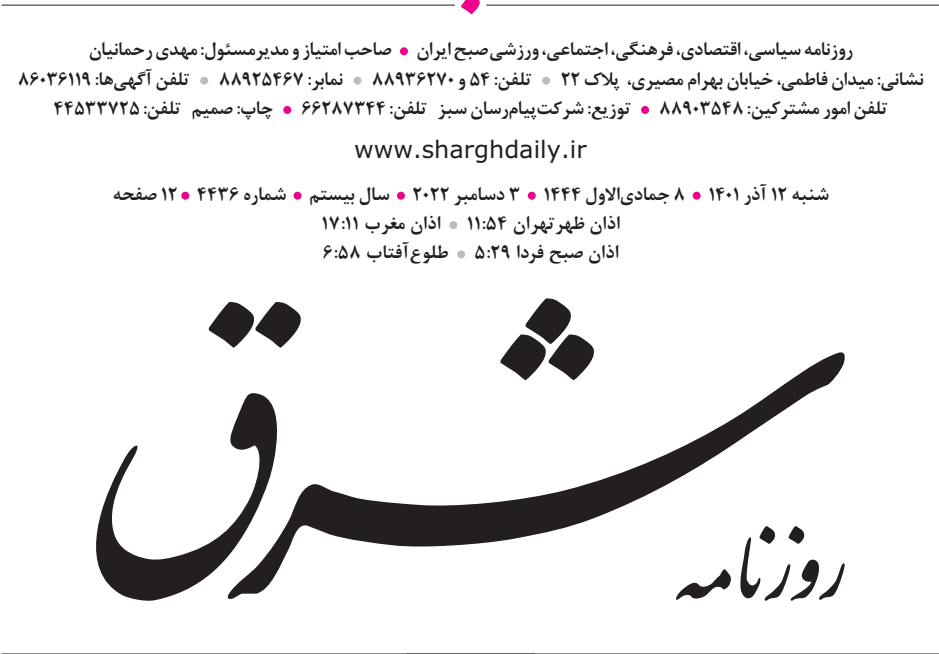 روزنامه سیاسی، اقتصادی، فرهنگی، اجتماعی، ورزشی صبح ایران • صاحب امتیاز و مدیرمسئول: مهدی رحمانیان
نشانی: میدان فاطمی، خیابان بهرام مصیری، پلاک ۲۲ • تلفن: ۵۴ و ۸۸۹۳۶۲۷۰ • نمابر: ۸۸۹۲۵۴۶۷ • تلفن آگهی‌ها: ۸۶۰۳۶۱۱۹
تلفن امور مشترکین: ۸۸۹۰۳۵۴۸ • توزیع: شرکت پیام‌رسان سبز تلفن: ۶۶۲۸۷۳۴۴ • چاپ: صمیم تلفن: ۴۴۵۳۳۷۲۵
www.sharghdaily.ir
شنبه ۱۲ آذر ۱۴۰۱ • ۸ جمادی‌الاول ۱۴۴۴ • ۳ دسامبر ۲۰۲۲ • سال بیستم • شماره ۴۴۳۶ • ۱۲ صفحه
اذان ظهر تهران ۱۱:۵۴ • اذان مغرب ۱۷:۱۱
اذان صبح فردا ۵:۲۹ • طلوع آفتاب ۶:۵۸
روزنامه
شرق